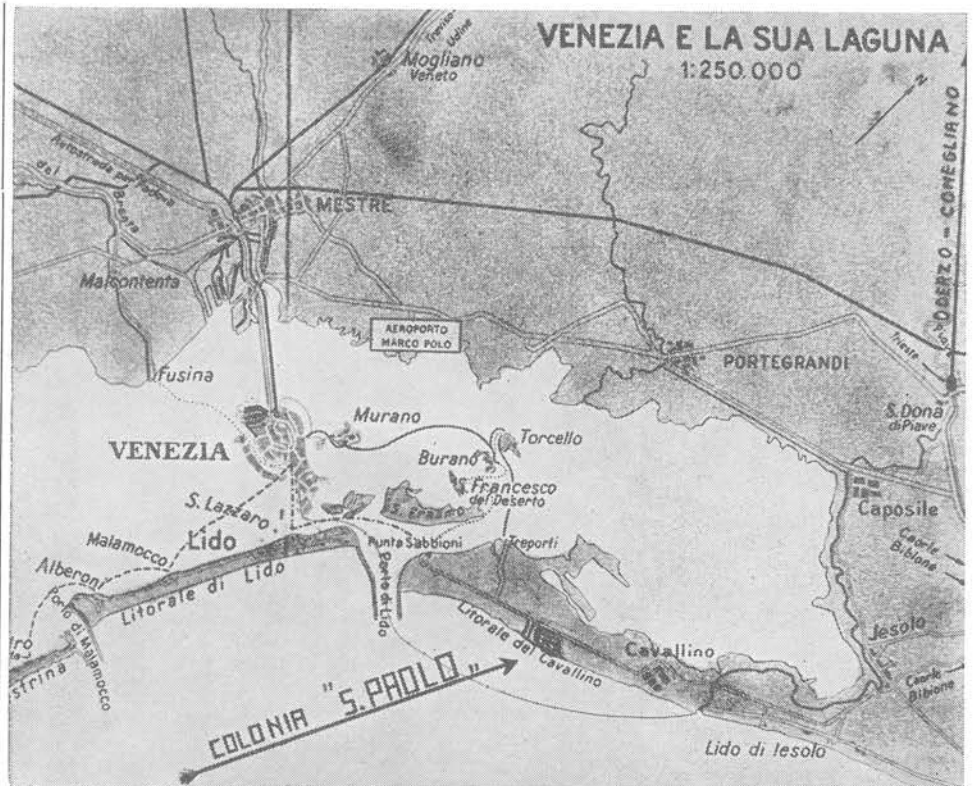 VENEZIA E LA SUA LAGUNA
1:250.000
N
Treviso
Udine
Mogliano
Veneto
ODERZO - CONEGLIANO
Autostrada per Padova
Brenta
MESTRE
Malcontenta
AEROPORTO
MARCO POLO
PORTEGRANDI
Trieste
Fusina
S. Donà
di Piave
Murano
Torcello
VENEZIA
Burano
S. Francesco
del Deserto
S. Erasmo
Caposile
S. Lazzaro
Lido
Punta Sabbioni
Treporti
Caorle
Bibione
Malamocco
Alberoni
Litorale di Lido
Porto di Lido
Porto di Malamocco
Litorale del Cavallino
Cavallino
Jesolo
Caorle
Bibione
strina
COLONIA "S. PAOLO"
Lido di Iesolo